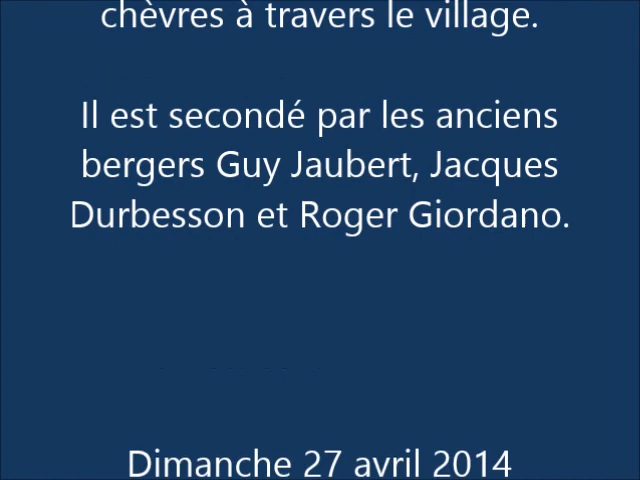 chèvres à travers le village.
Il est secondé par les anciens
bergers Guy Jaubert, Jacques
Durbesson et Roger Giordano.
Dimanche 27 avril 2014